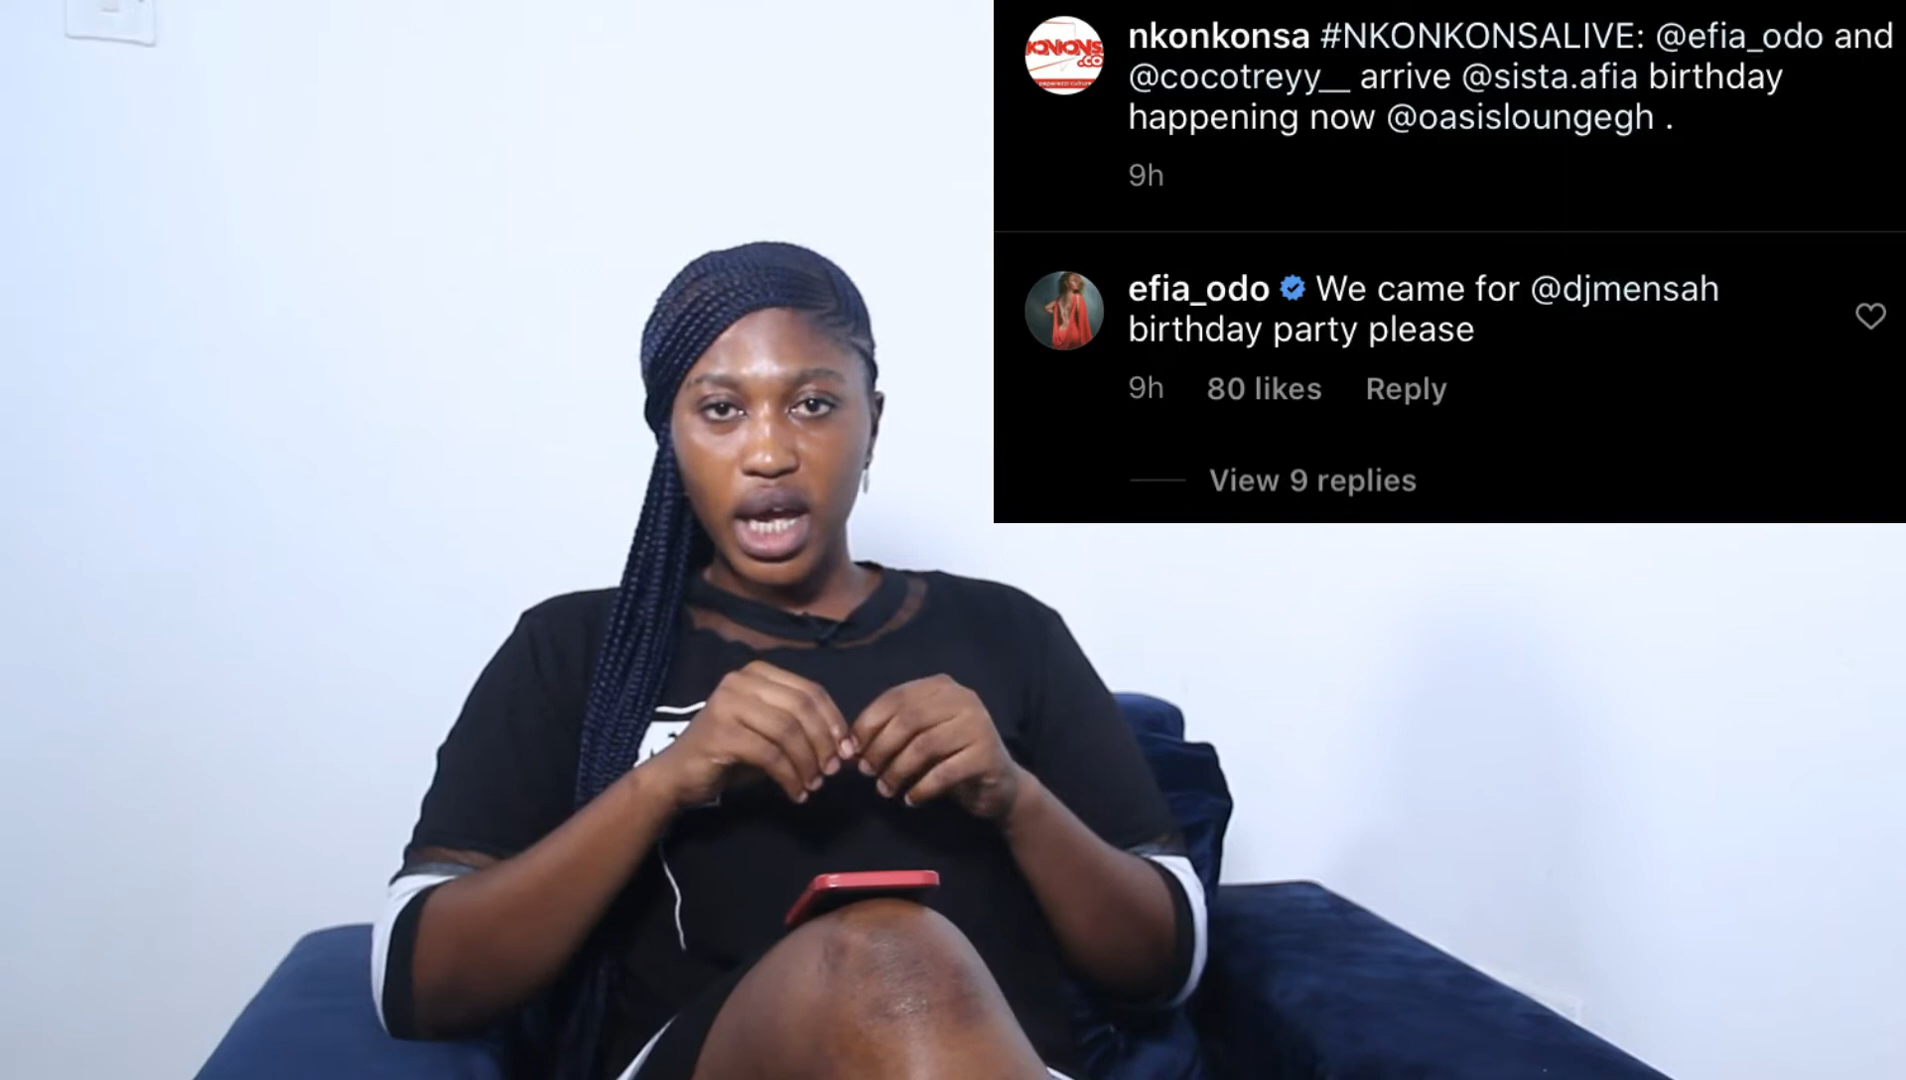 nkonkonsa #NKONKONSALIVE: @efia_odo and
@cocotreyy__ arrive @sista.afia birthday
happening now @oasisloungegh .
9h
efia_odo We came for @djmensah
birthday party please
9h 80 likes Reply
View 9 replies